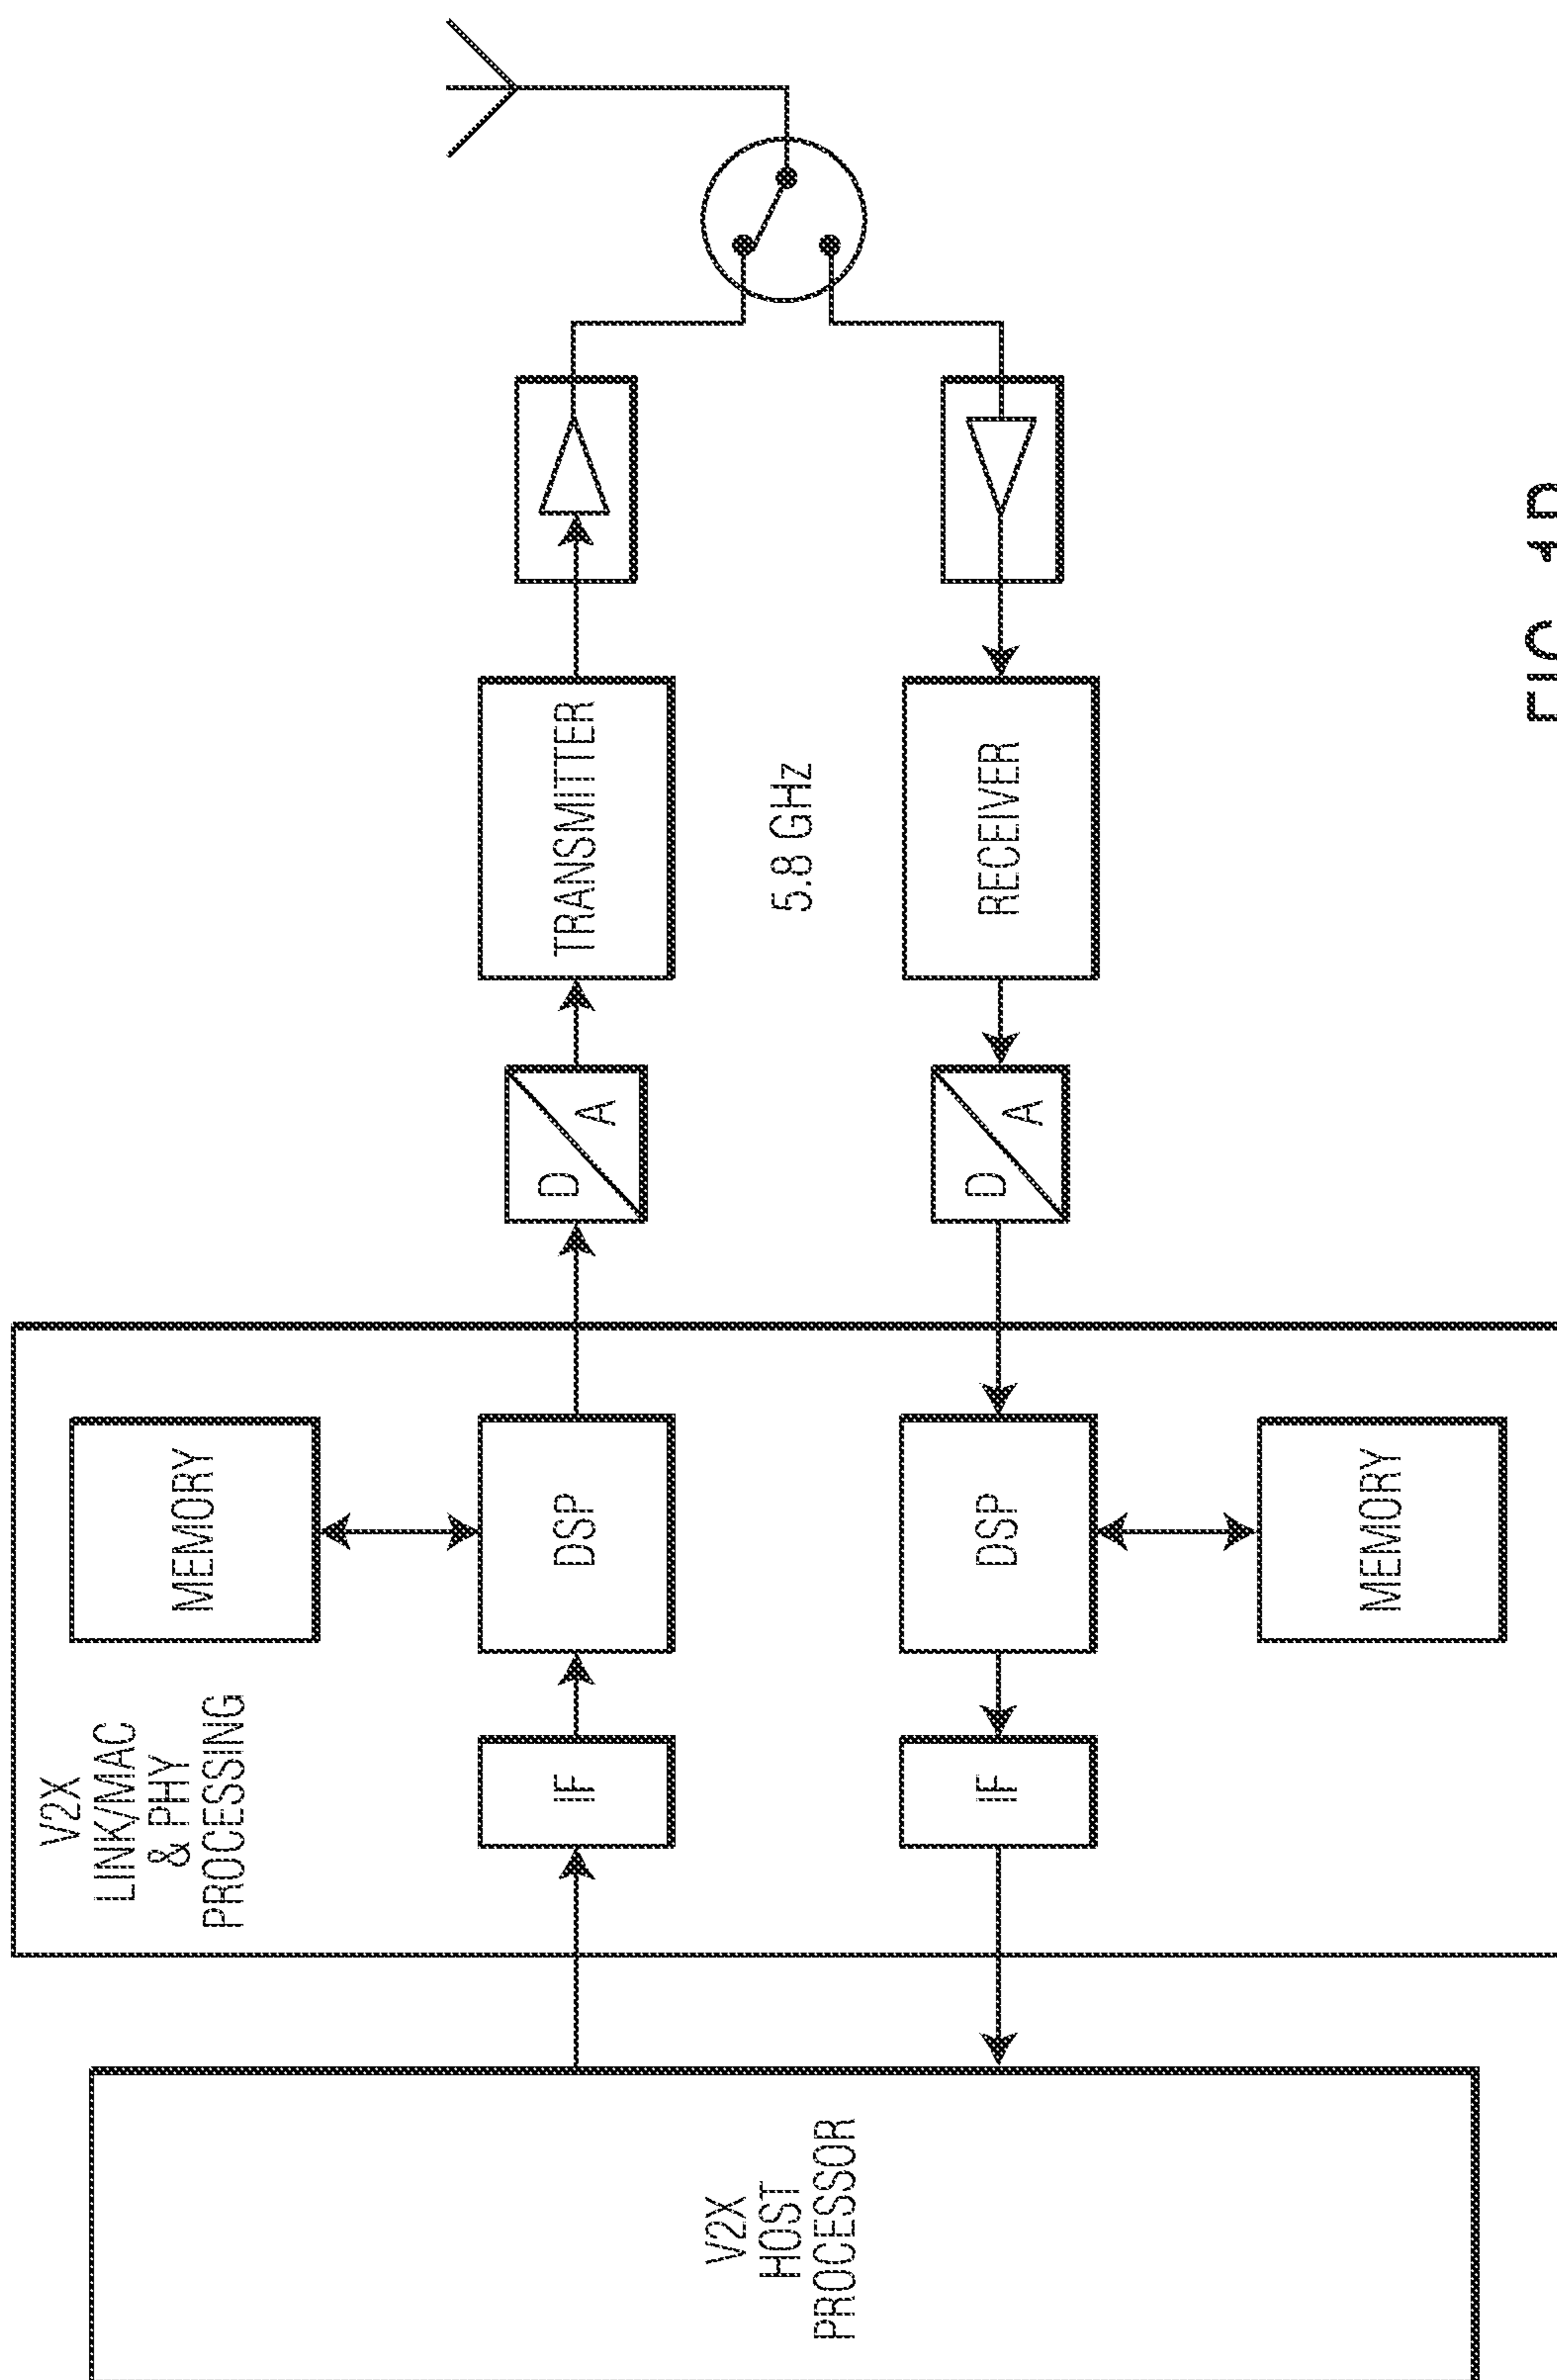 V2X
HOST
PROCESSOR
V2X
LINK/MAC
& PHY
PROCESSING
IF
IF
MEMORY
DSP
DSP
MEMORY
D
A
D
A
TRANSMITTER
5.8 GHz
RECEIVER